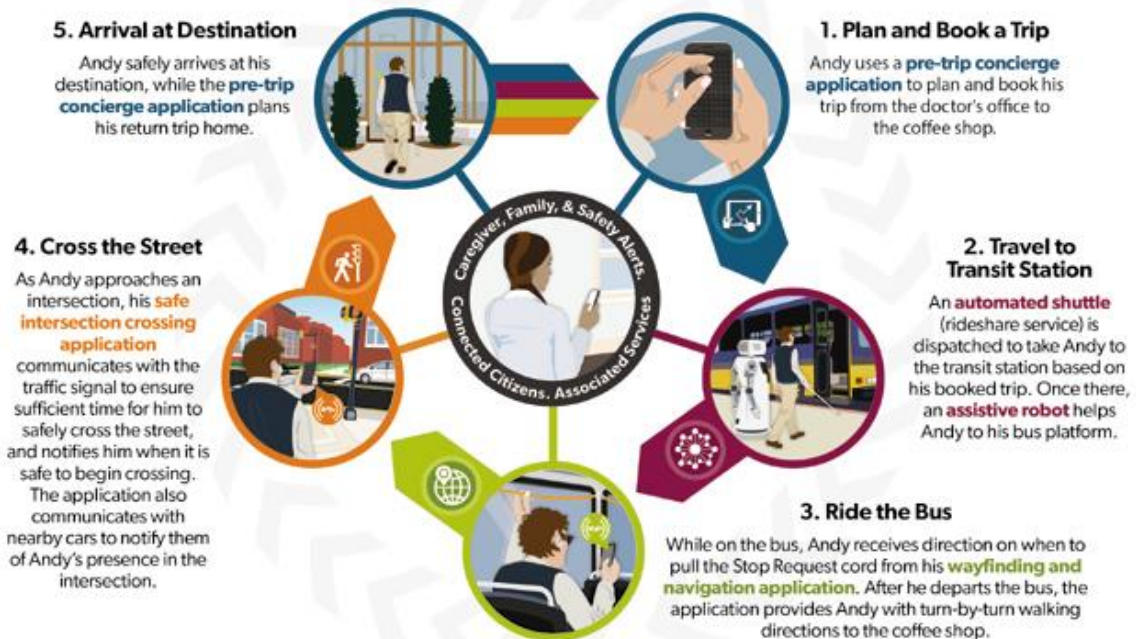 1. Plan and Book a Trip
Andy uses a pre-trip concierge
application to plan and book his
trip from the doctor's office to
the coffee shop.
2. Travel to
Transit Station
An automated shuttle
(rideshare service) is
dispatched to take Andy to
the transit station based on
his booked trip. Once there,
an assistive robot helps
Andy to his bus platform.
3. Ride the Bus
While on the bus, Andy receives direction on when to
pull the Stop Request cord from his wayfinding and
navigation application. After he departs the bus, the
application provides Andy with turn-by-turn walking
directions to the coffee shop.
4. Cross the Street
As Andy approaches an
intersection, his safe
intersection crossing
application
communicates with the
traffic signal to ensure
sufficient time for him to
safely cross the street,
and notifies him when it is
safe to begin crossing.
The application also
communicates with
nearby cars to notify them
of Andy's presence in the
intersection.
5. Arrival at Destination
Andy safely arrives at his
destination, while the pre-trip
concierge application plans
his return trip home.
Caregiver, Family, & Safety Alerts.
Connected Citizens. Associated Services